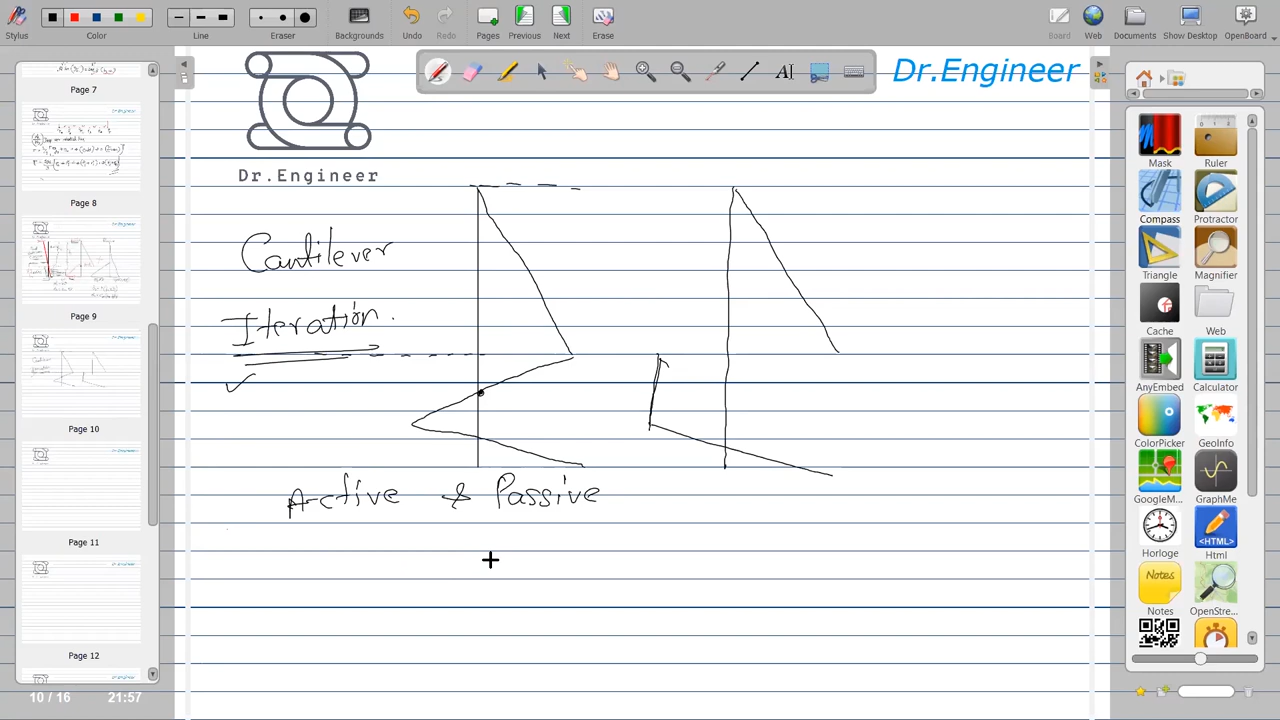 Stylus
Color
Line
Eraser
Backgrounds
Undo
Redo
Pages
Previous
Next
Erase
Board
Web
Documents
Show Desktop
OpenBoard
Page 7
Page 8
Page 9
Page 10
Page 11
Page 12
10 / 16
21:57
Dr.Engineer
Dr.Engineer
Cantilever
Iteration.
Active & Passive
Mask
Ruler
Compass
Protractor
Triangle
Magnifier
Cache
Web
AnyEmbed
Calculator
ColorPicker
GeoInfo
GoogleM...
GraphMe
Horloge
Html
Notes
Notes
OpenStre...